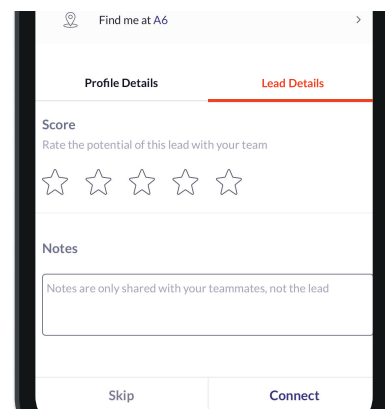 Find me at A6
Profile Details
Lead Details
Score
Rate the potential of this lead with your team
Notes
Notes are only shared with your teammates, not the lead
Skip
Connect